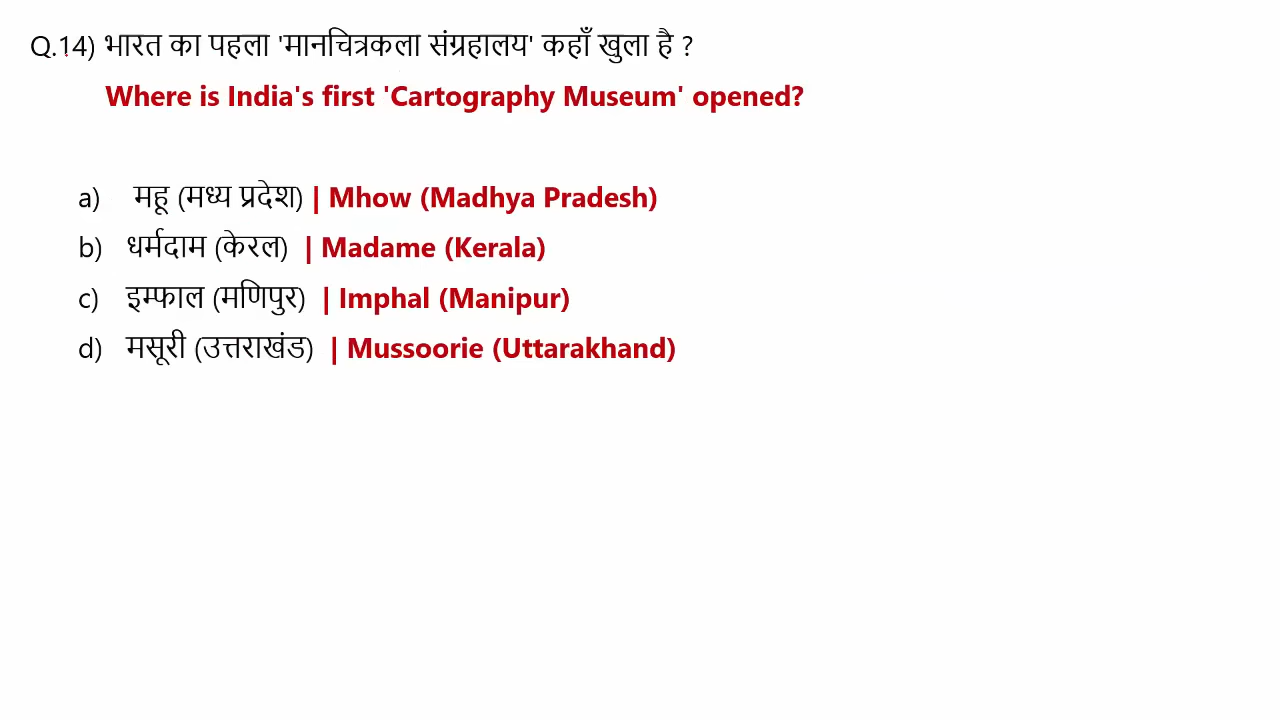 Q.14) भारत का पहला 'मानचित्रकला संग्रहालय' कहाँ खुला है ?
Where is India's first 'Cartography Museum' opened?
a) महू (मध्य प्रदेश) | Mhow (Madhya Pradesh)
b) धर्मदाम (केरल) | Madame (Kerala)
c) इम्फाल (मणिपुर) | Imphal (Manipur)
d) मसूरी (उत्तराखंड) | Mussoorie (Uttarakhand)